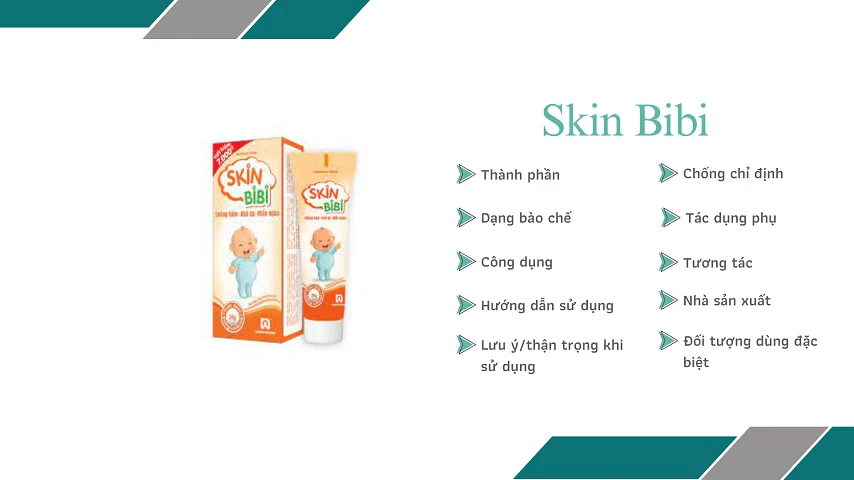 Skin Bibi
Thành phần
Dạng bào chế
Công dụng
Hướng dẫn sử dụng
Lưu ý/thận trọng khi
sử dụng
Chống chỉ định
Tác dụng phụ
Tương tác
Nhà sản xuất
Đối tượng dùng đặc
biệt
SKIN
BIBI
SKIN
BIBI